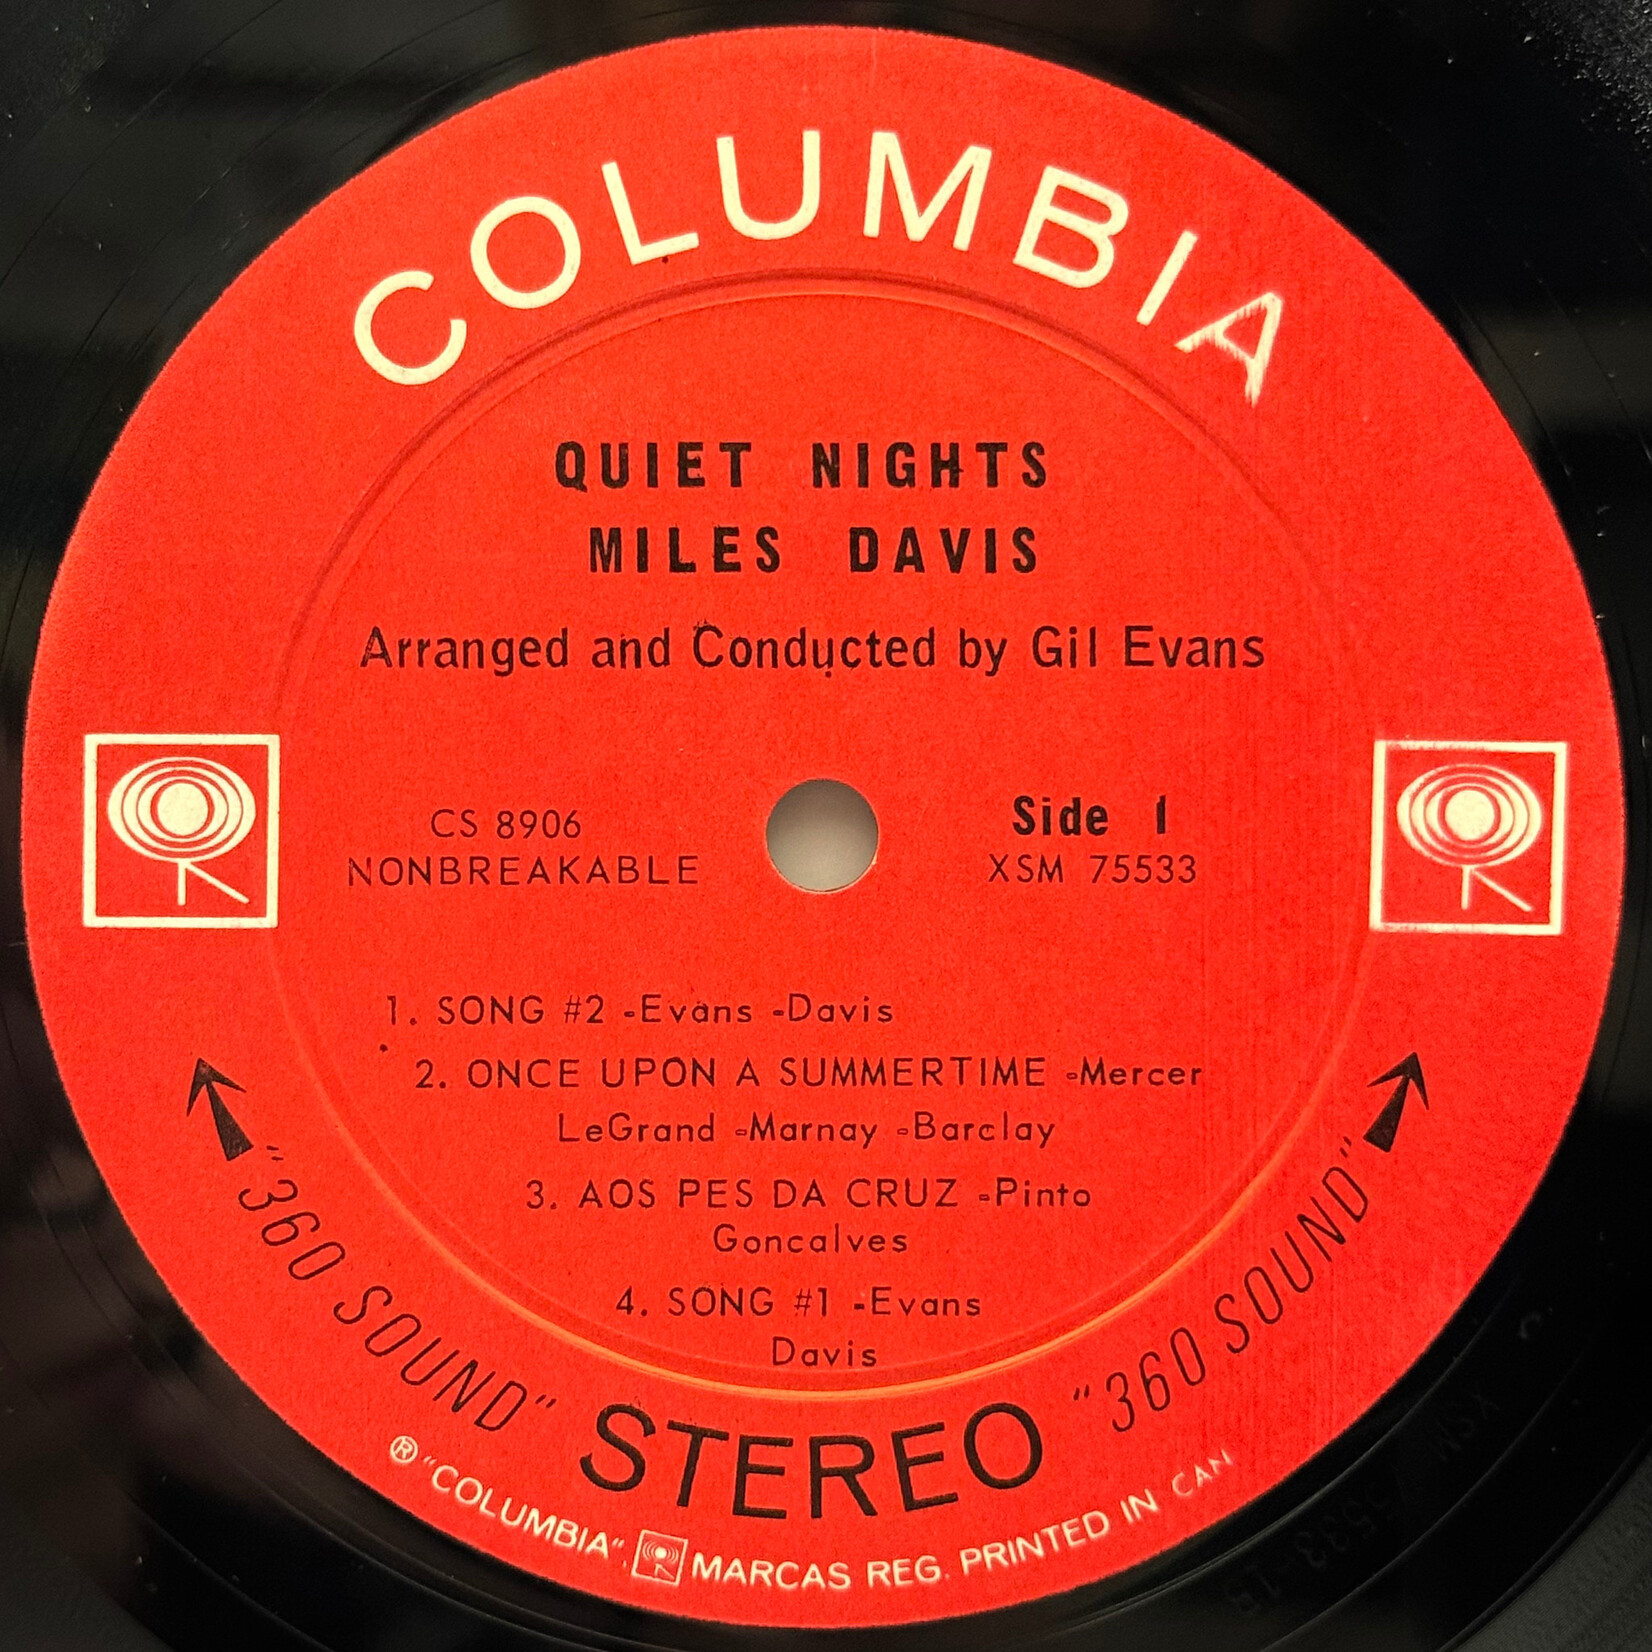 COLUMBIA
QUIET NIGHTS
MILES DAVIS
Arranged and Conducted by Gil Evans
CS 8906
NONBREAKABLE
Side 1
XSM 75533
1. SONG #2 -Evans -Davis
2. ONCE UPON A SUMMERTIME -Mercer
LeGrand -Marnay -Barclay
3. AOS PES DA CRUZ -Pinto
Goncalves
4. SONG #1 -Evans
Davis
"360 SOUND" STEREO "360 SOUND"
® "COLUMBIA", MARCAS REG. PRINTED IN CAN